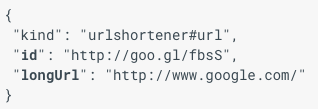 {
"kind": "urlshortener#url",
"id": "http://goo.gl/fbsS",
"longUrl": "http://www.google.com/"
}